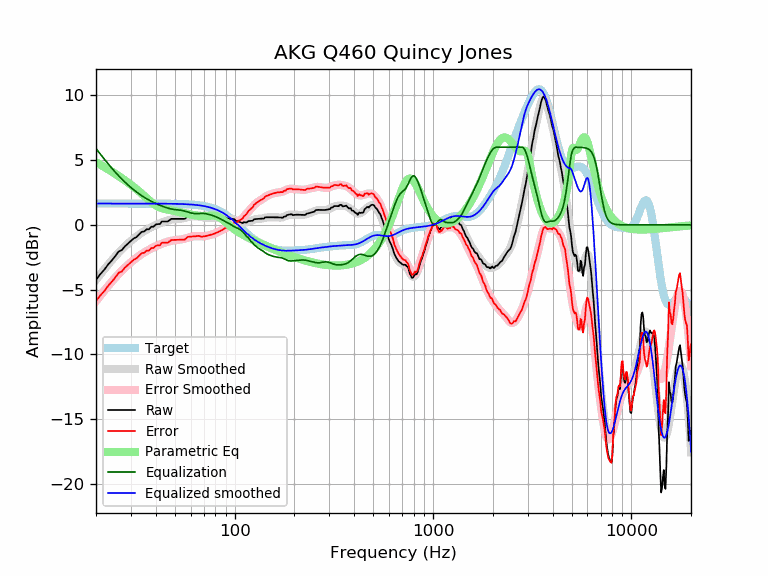 AKG Q460 Quincy Jones
Amplitude (dBr)
10
5
0
−5
−10
−15
−20
Target
Raw Smoothed
Error Smoothed
Raw
Error
Parametric Eq
Equalization
Equalized smoothed
100
1000
10000
Frequency (Hz)